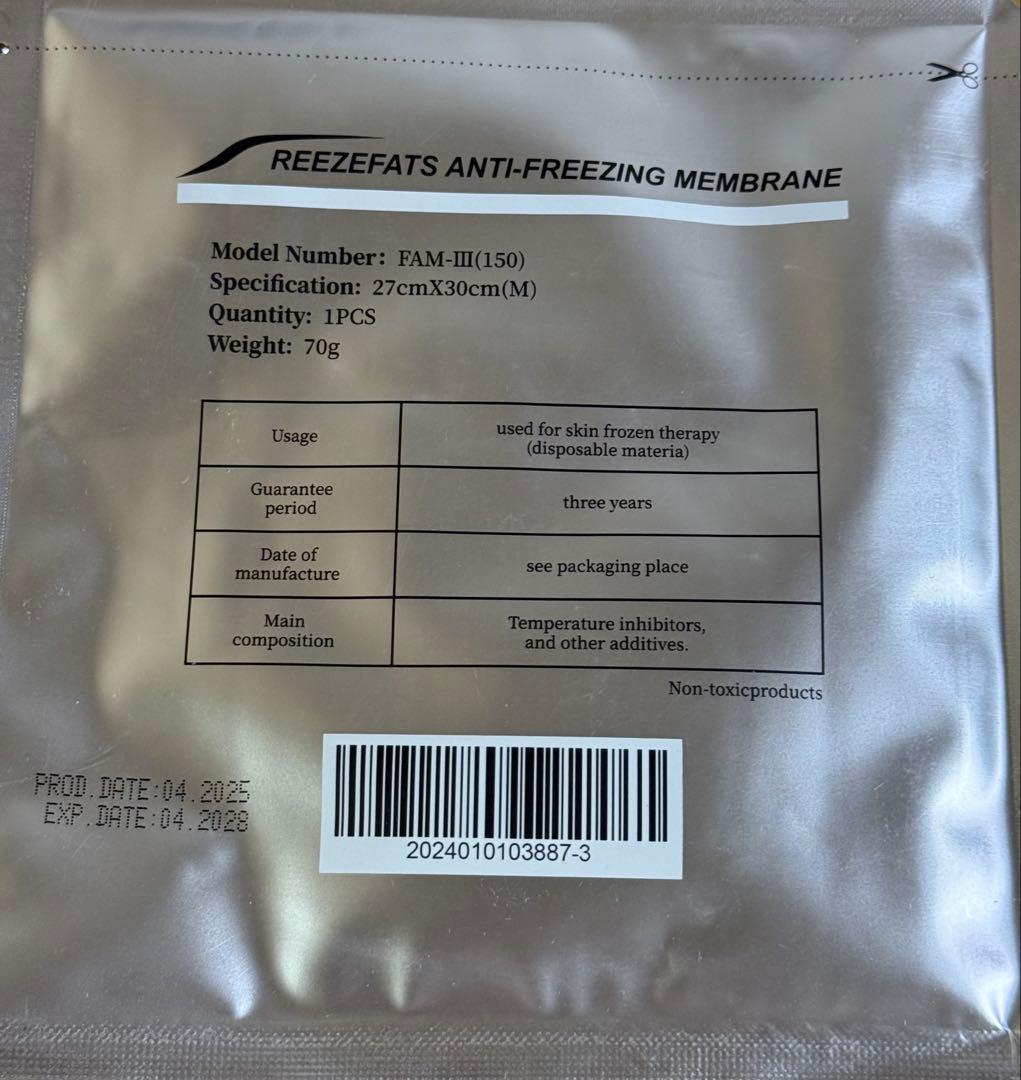 REEZEFATS ANTI-FREEZING MEMBRANE
Model Number: FAM-III(150)
Specification: 27cmX30cm(M)
Quantity: 1PCS
Weight: 70g
Usage
used for skin frozen therapy
(disposable materia)
Guarantee
period
three years
Date of
manufacture
see packaging place
Main
composition
Temperature inhibitors,
and other additives.
Non-toxicproducts
PROD.DATE:04.2025
EXP.DATE:04.2028
2024010103887-3